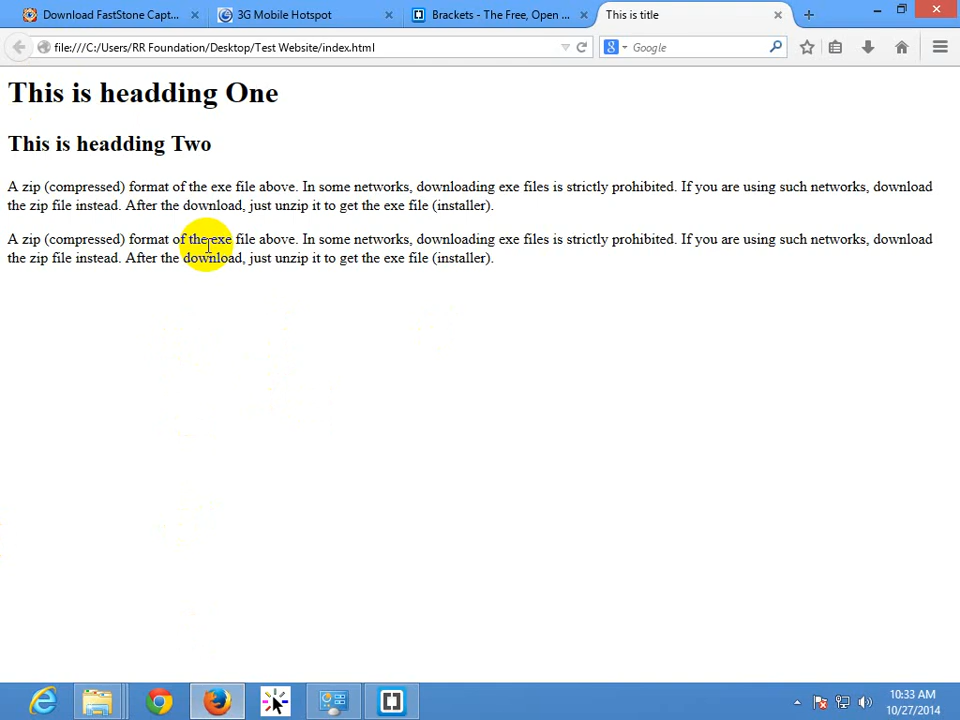 Download FastStone Capt...
3G Mobile Hotspot
Brackets - The Free, Open ...
This is title
file:///C:/Users/RR Foundation/Desktop/Test Website/index.html
Google
This is headding One
This is headding Two
A zip (compressed) format of the exe file above. In some networks, downloading exe files is strictly prohibited. If you are using such networks, download
the zip file instead. After the download, just unzip it to get the exe file (installer).
A zip (compressed) format of the exe file above. In some networks, downloading exe files is strictly prohibited. If you are using such networks, download
the zip file instead. After the download, just unzip it to get the exe file (installer).
10:33 AM
10/27/2014